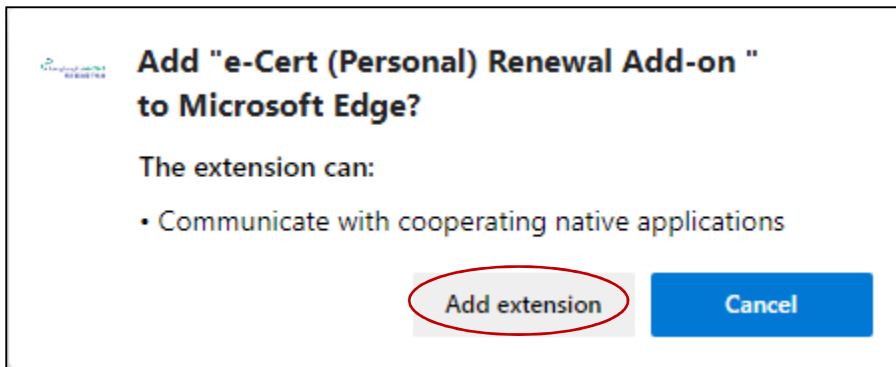 Add "e-Cert (Personal) Renewal Add-on "
to Microsoft Edge?
The extension can:
• Communicate with cooperating native applications
Add extension
Cancel